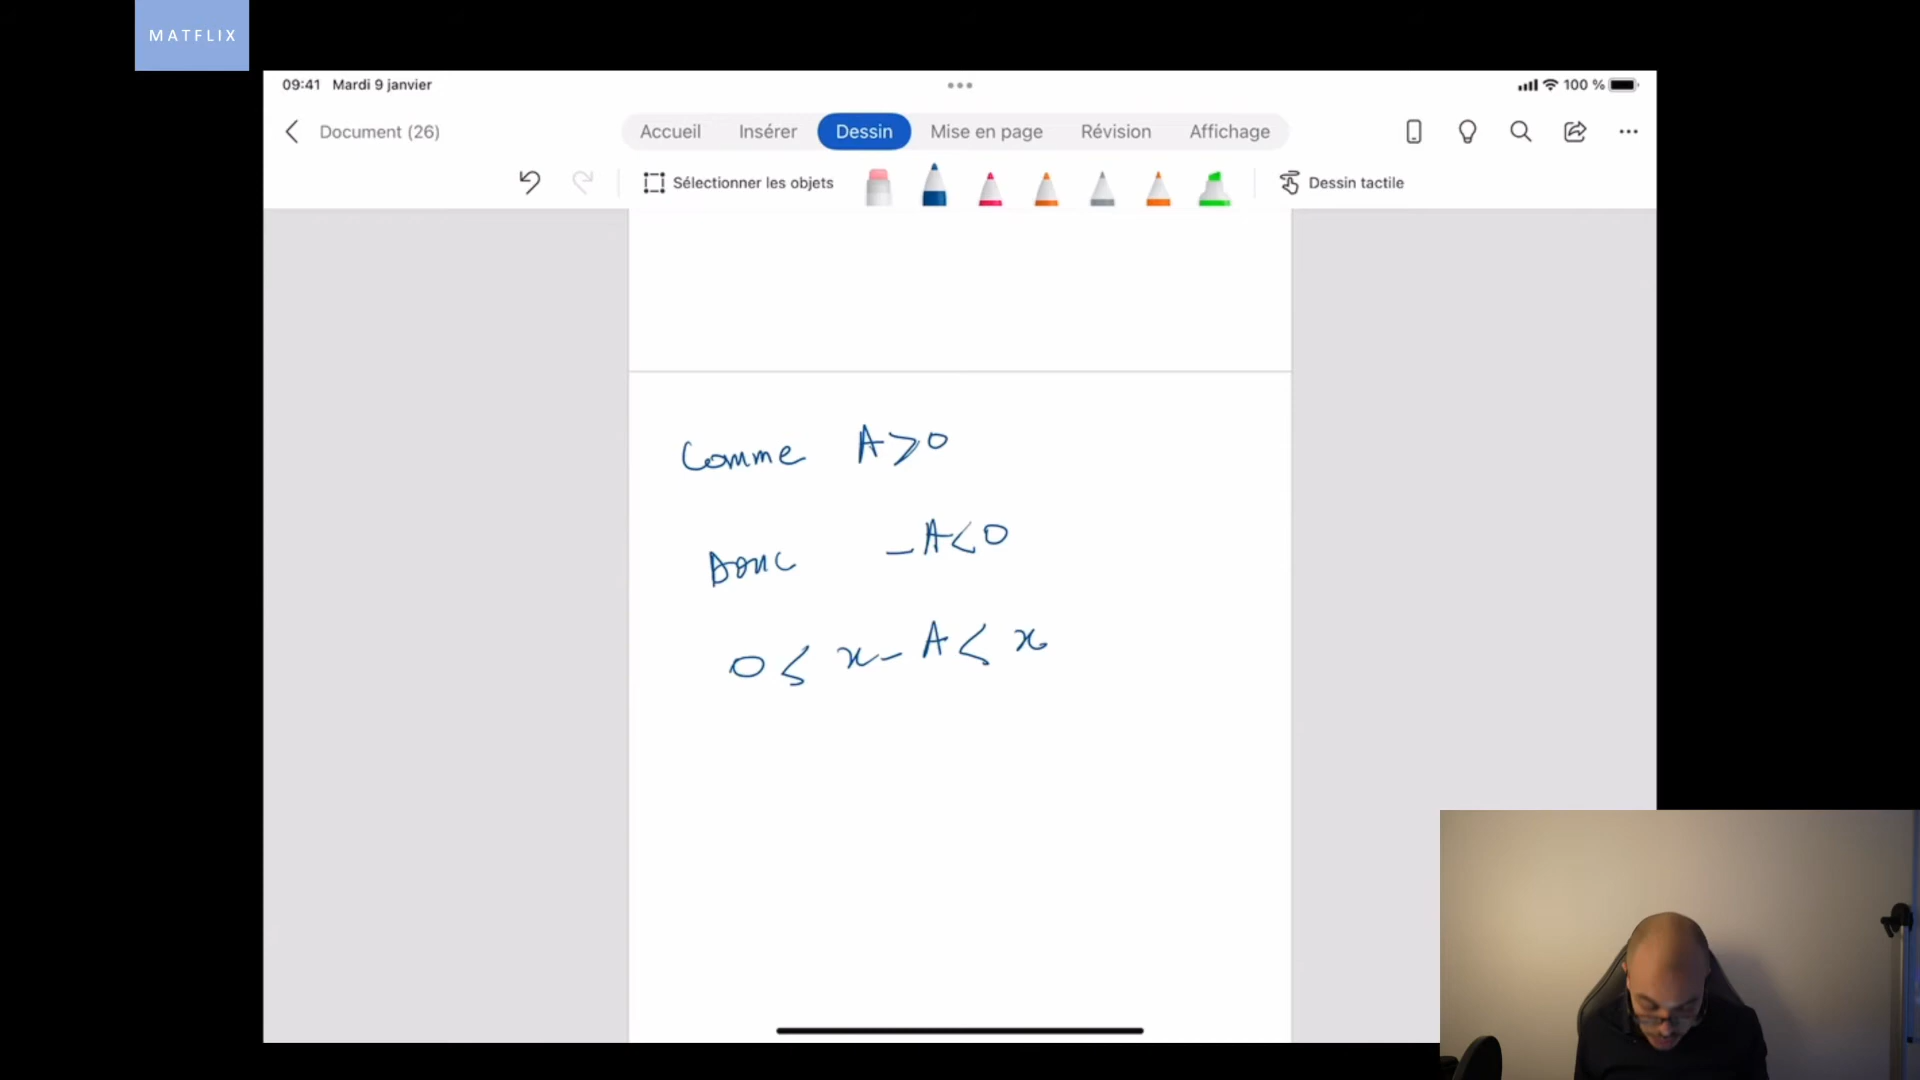 MATFLIX
09:41 Mardi 9 janvier
100 %
Document (26)
Accueil Insérer Dessin Mise en page Révision Affichage
Sélectionner les objets
Dessin tactile
Comme A > 0
Donc -A < 0
0 ≤ x - A < x